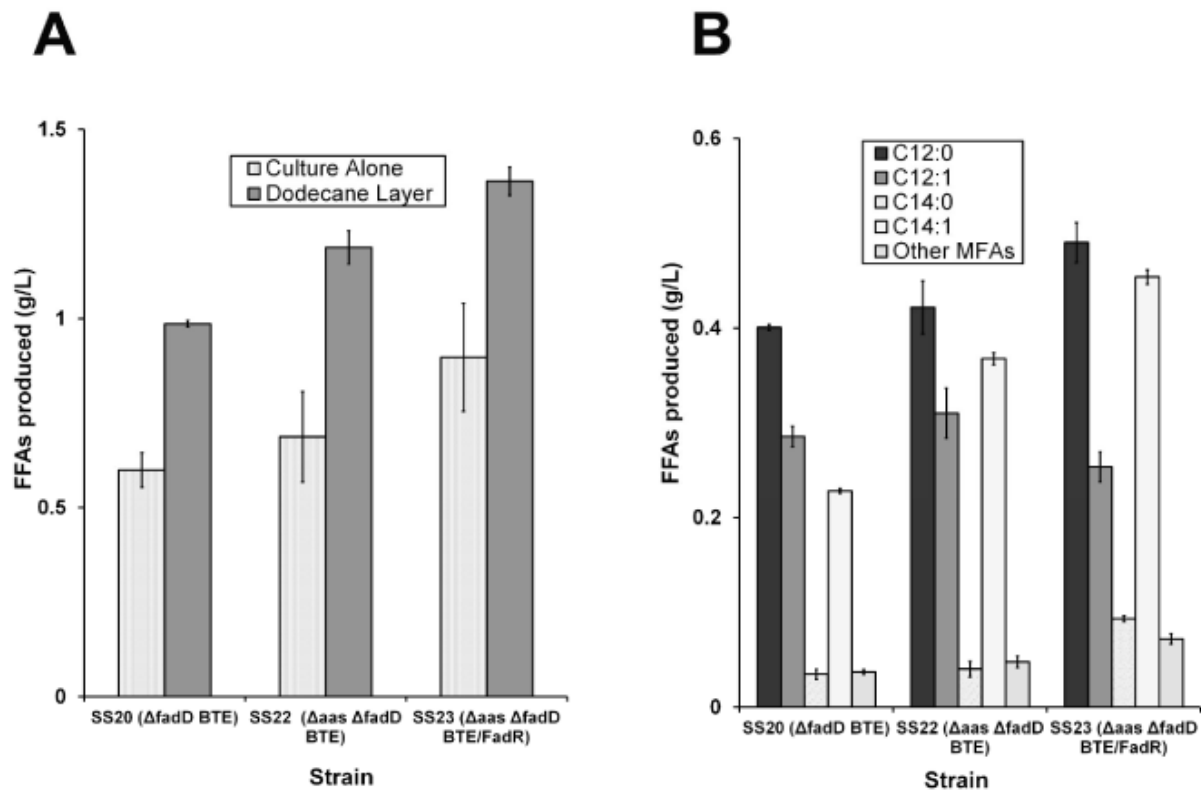 A
1.5
1
0.5
0
FFAs produced (g/L)
Culture Alone
Dodecane Layer
SS20 (ΔfadD BTE)
SS22 (Δaas ΔfadD
BTE)
SS23 (Δaas ΔfadD
BTE/FadR)
Strain
B
0.6
0.4
0.2
0
FFAs produced (g/L)
C12:0
C12:1
C14:0
C14:1
Other MFAs
SS20 (ΔfadD BTE)
SS22 (Δaas ΔfadD
BTE)
SS23 (Δaas ΔfadD
BTE/FadR)
Strain